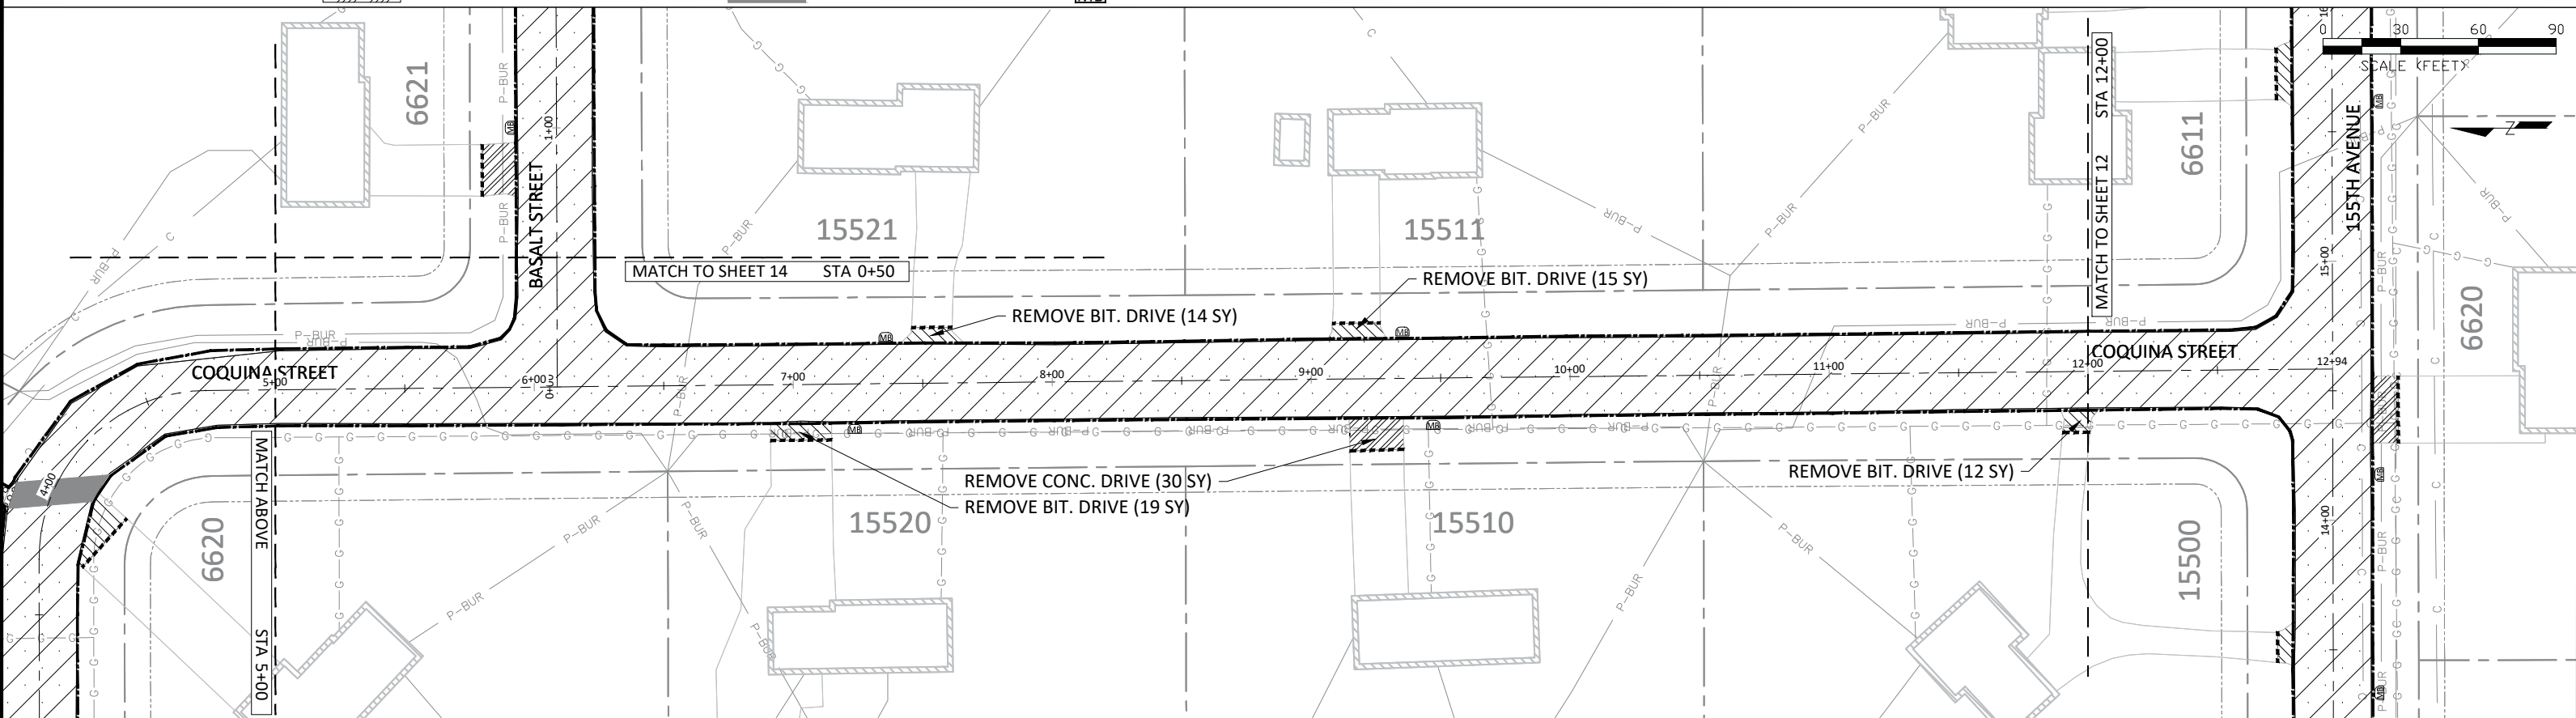 0 30 60 90
SCALE (FEET)
Z
6621
BASALT STREET
1+00
0+00
P-BUR
MB
15521
15511
6611
MATCH TO SHEET 12 STA 12+00
155TH AVENUE
15+00
14+00
MATCH TO SHEET 14 STA 0+50
REMOVE BIT. DRIVE (15 SY)
REMOVE BIT. DRIVE (14 SY)
COQUINA STREET
COQUINA STREET
4+00
5+00
6+00
7+00
8+00
9+00
10+00
11+00
12+00
12+94
6620
REMOVE CONC. DRIVE (30 SY)
REMOVE BIT. DRIVE (19 SY)
REMOVE BIT. DRIVE (12 SY)
MATCH ABOVE STA 5+00
6620
15520
15510
15500
G
C